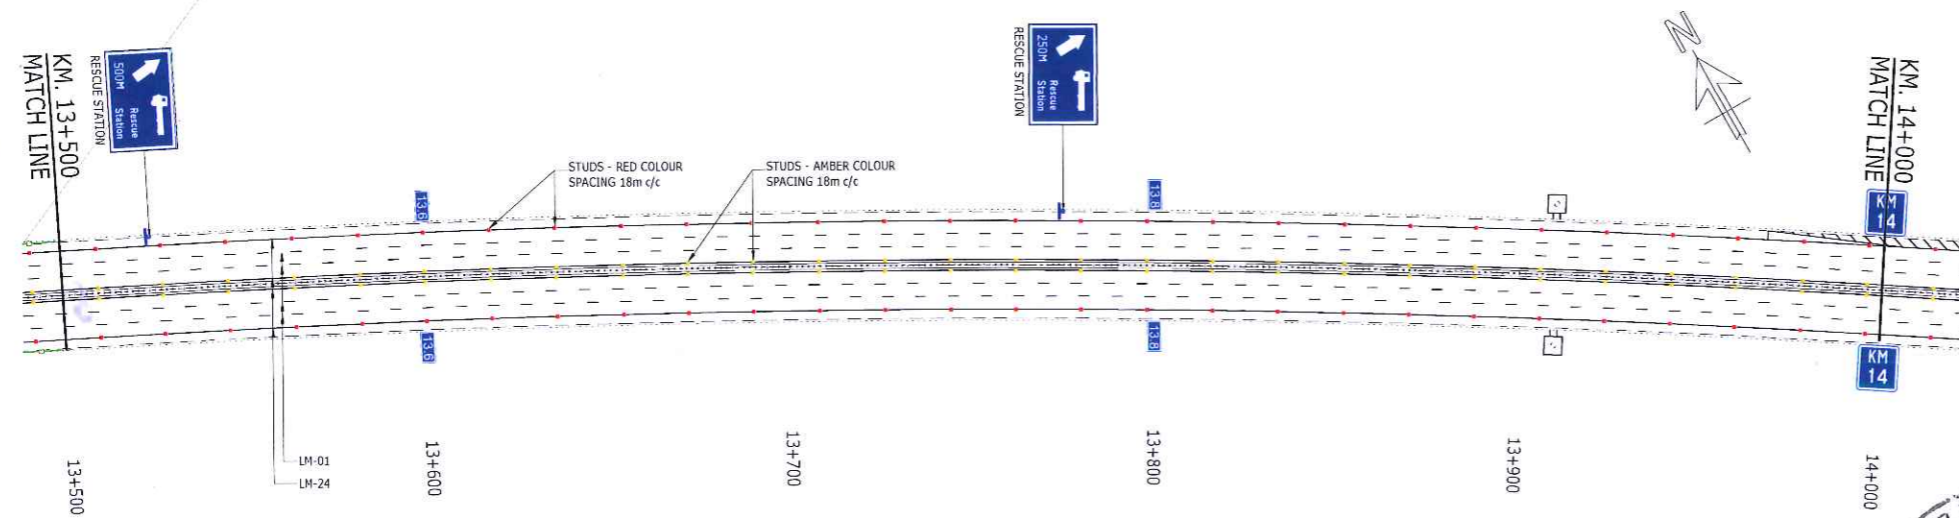 KM. 13+500
MATCH LINE
RESCUE STATION
500M
Rescue
Station
STUDS - RED COLOUR
SPACING 18m c/c
STUDS - AMBER COLOUR
SPACING 18m c/c
RESCUE STATION
250M
Rescue
Station
N
KM. 14+000
MATCH LINE
KM
14
13.6
13.8
13.6
13.8
KM
14
LM-01
LM-24
13+500
13+600
13+700
13+800
13+900
14+000